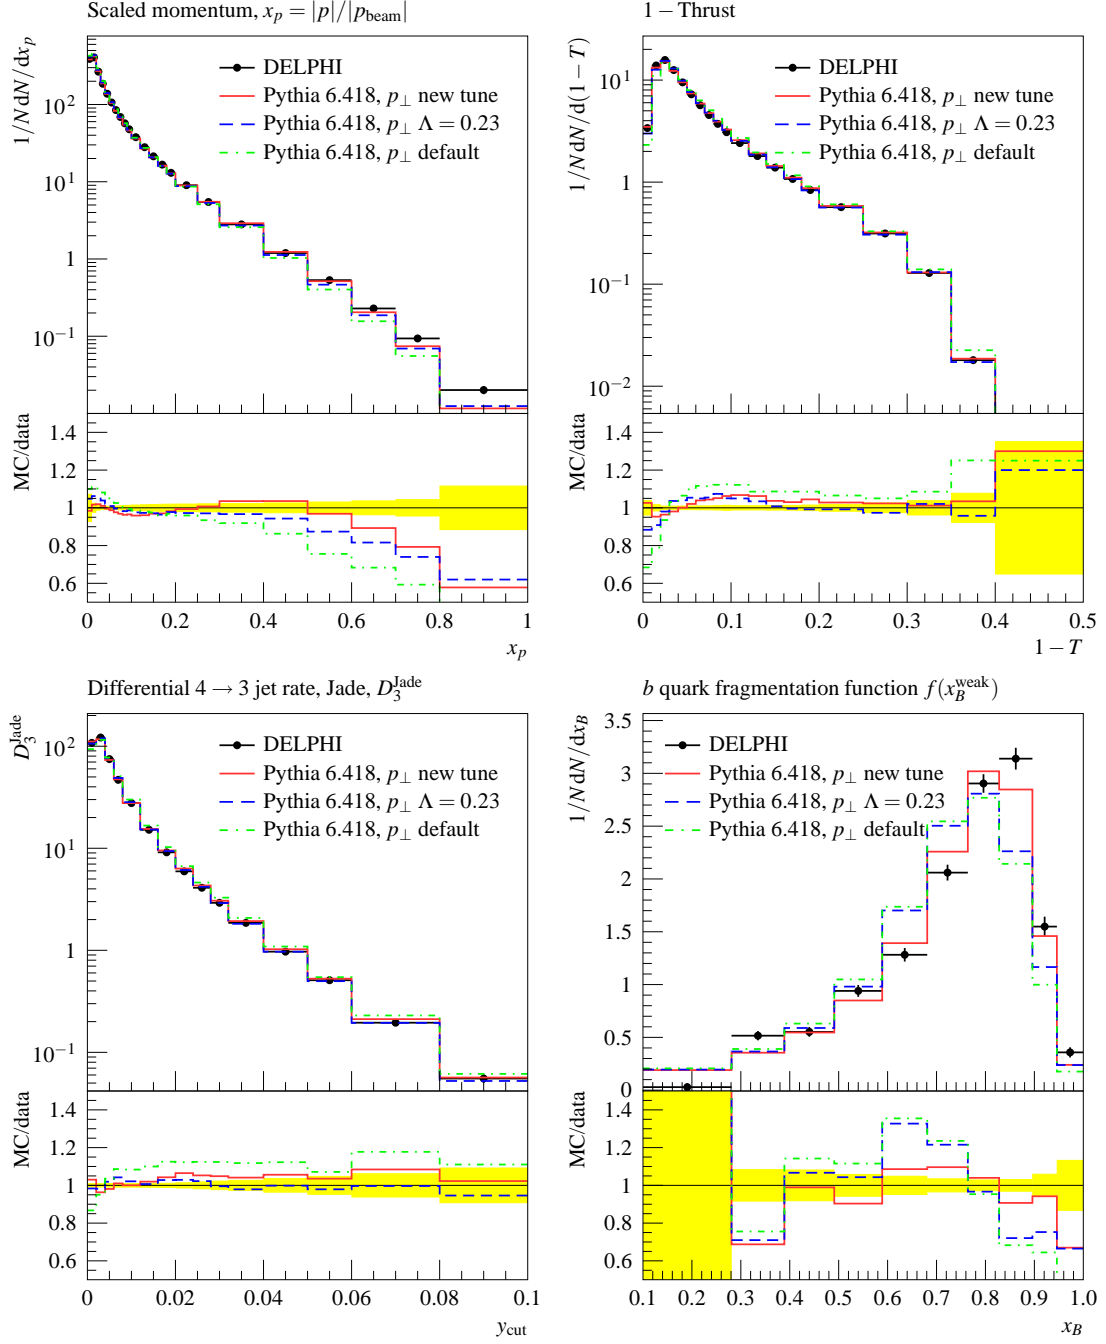 Scaled momentum, x_p = |p|/|p_beam|
1/N dN/dx_p
10²
10
1
10⁻¹
DELPHI
Pythia 6.418, p⊥ new tune
Pythia 6.418, p⊥ Λ = 0.23
Pythia 6.418, p⊥ default
MC/data
1.4
1.2
1
0.8
0.6
0 0.2 0.4 0.6 0.8 1
x_p
1 − Thrust
1/N dN/d(1 − T)
10
1
10⁻¹
10⁻²
DELPHI
Pythia 6.418, p⊥ new tune
Pythia 6.418, p⊥ Λ = 0.23
Pythia 6.418, p⊥ default
MC/data
1.4
1.2
1
0.8
0.6
0 0.1 0.2 0.3 0.4 0.5
1 − T
Differential 4 → 3 jet rate, Jade, D₃^Jade
D₃^Jade
10²
10
1
10⁻¹
DELPHI
Pythia 6.418, p⊥ new tune
Pythia 6.418, p⊥ Λ = 0.23
Pythia 6.418, p⊥ default
MC/data
1.4
1.2
1
0.8
0.6
0 0.02 0.04 0.06 0.08 0.1
y_cut
b quark fragmentation function f(x_B^weak)
1/N dN/dx_B
3.5
3
2.5
2
1.5
1
0.5
0
DELPHI
Pythia 6.418, p⊥ new tune
Pythia 6.418, p⊥ Λ = 0.23
Pythia 6.418, p⊥ default
MC/data
1.4
1.2
1
0.8
0.6
0.1 0.2 0.3 0.4 0.5 0.6 0.7 0.8 0.9 1.0
x_B